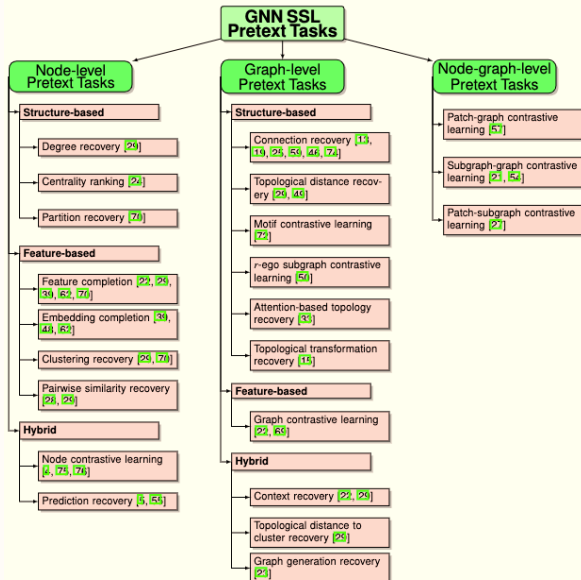 GNN SSL
Pretext Tasks
Node-level
Pretext Tasks
Structure-based
Degree recovery [29]
Centrality ranking [24]
Partition recovery [70]
Feature-based
Feature completion [22, 29,
39, 62, 70]
Embedding completion [39,
48, 62]
Clustering recovery [29, 70]
Pairwise similarity recovery
[28, 29]
Hybrid
Node contrastive learning
75, 76]
Prediction recovery [5, 55]
Graph-level
Pretext Tasks
Structure-based
Connection recovery [13,
19, 25, 59, 46, 74]
Topological distance recov-
ery [29, 49]
Motif contrastive learning
[72]
r-ego subgraph contrastive
learning [50]
Attention-based topology
recovery [33]
Topological transformation
recovery [15]
Feature-based
Graph contrastive learning
[22, 69]
Hybrid
Context recovery [22, 29]
Topological distance to
cluster recovery [29]
Graph generation recovery
[23]
Node-graph-level
Pretext Tasks
Patch-graph contrastive
learning [57]
Subgraph-graph contrastive
learning [21, 54]
Patch-subgraph contrastive
learning [27]